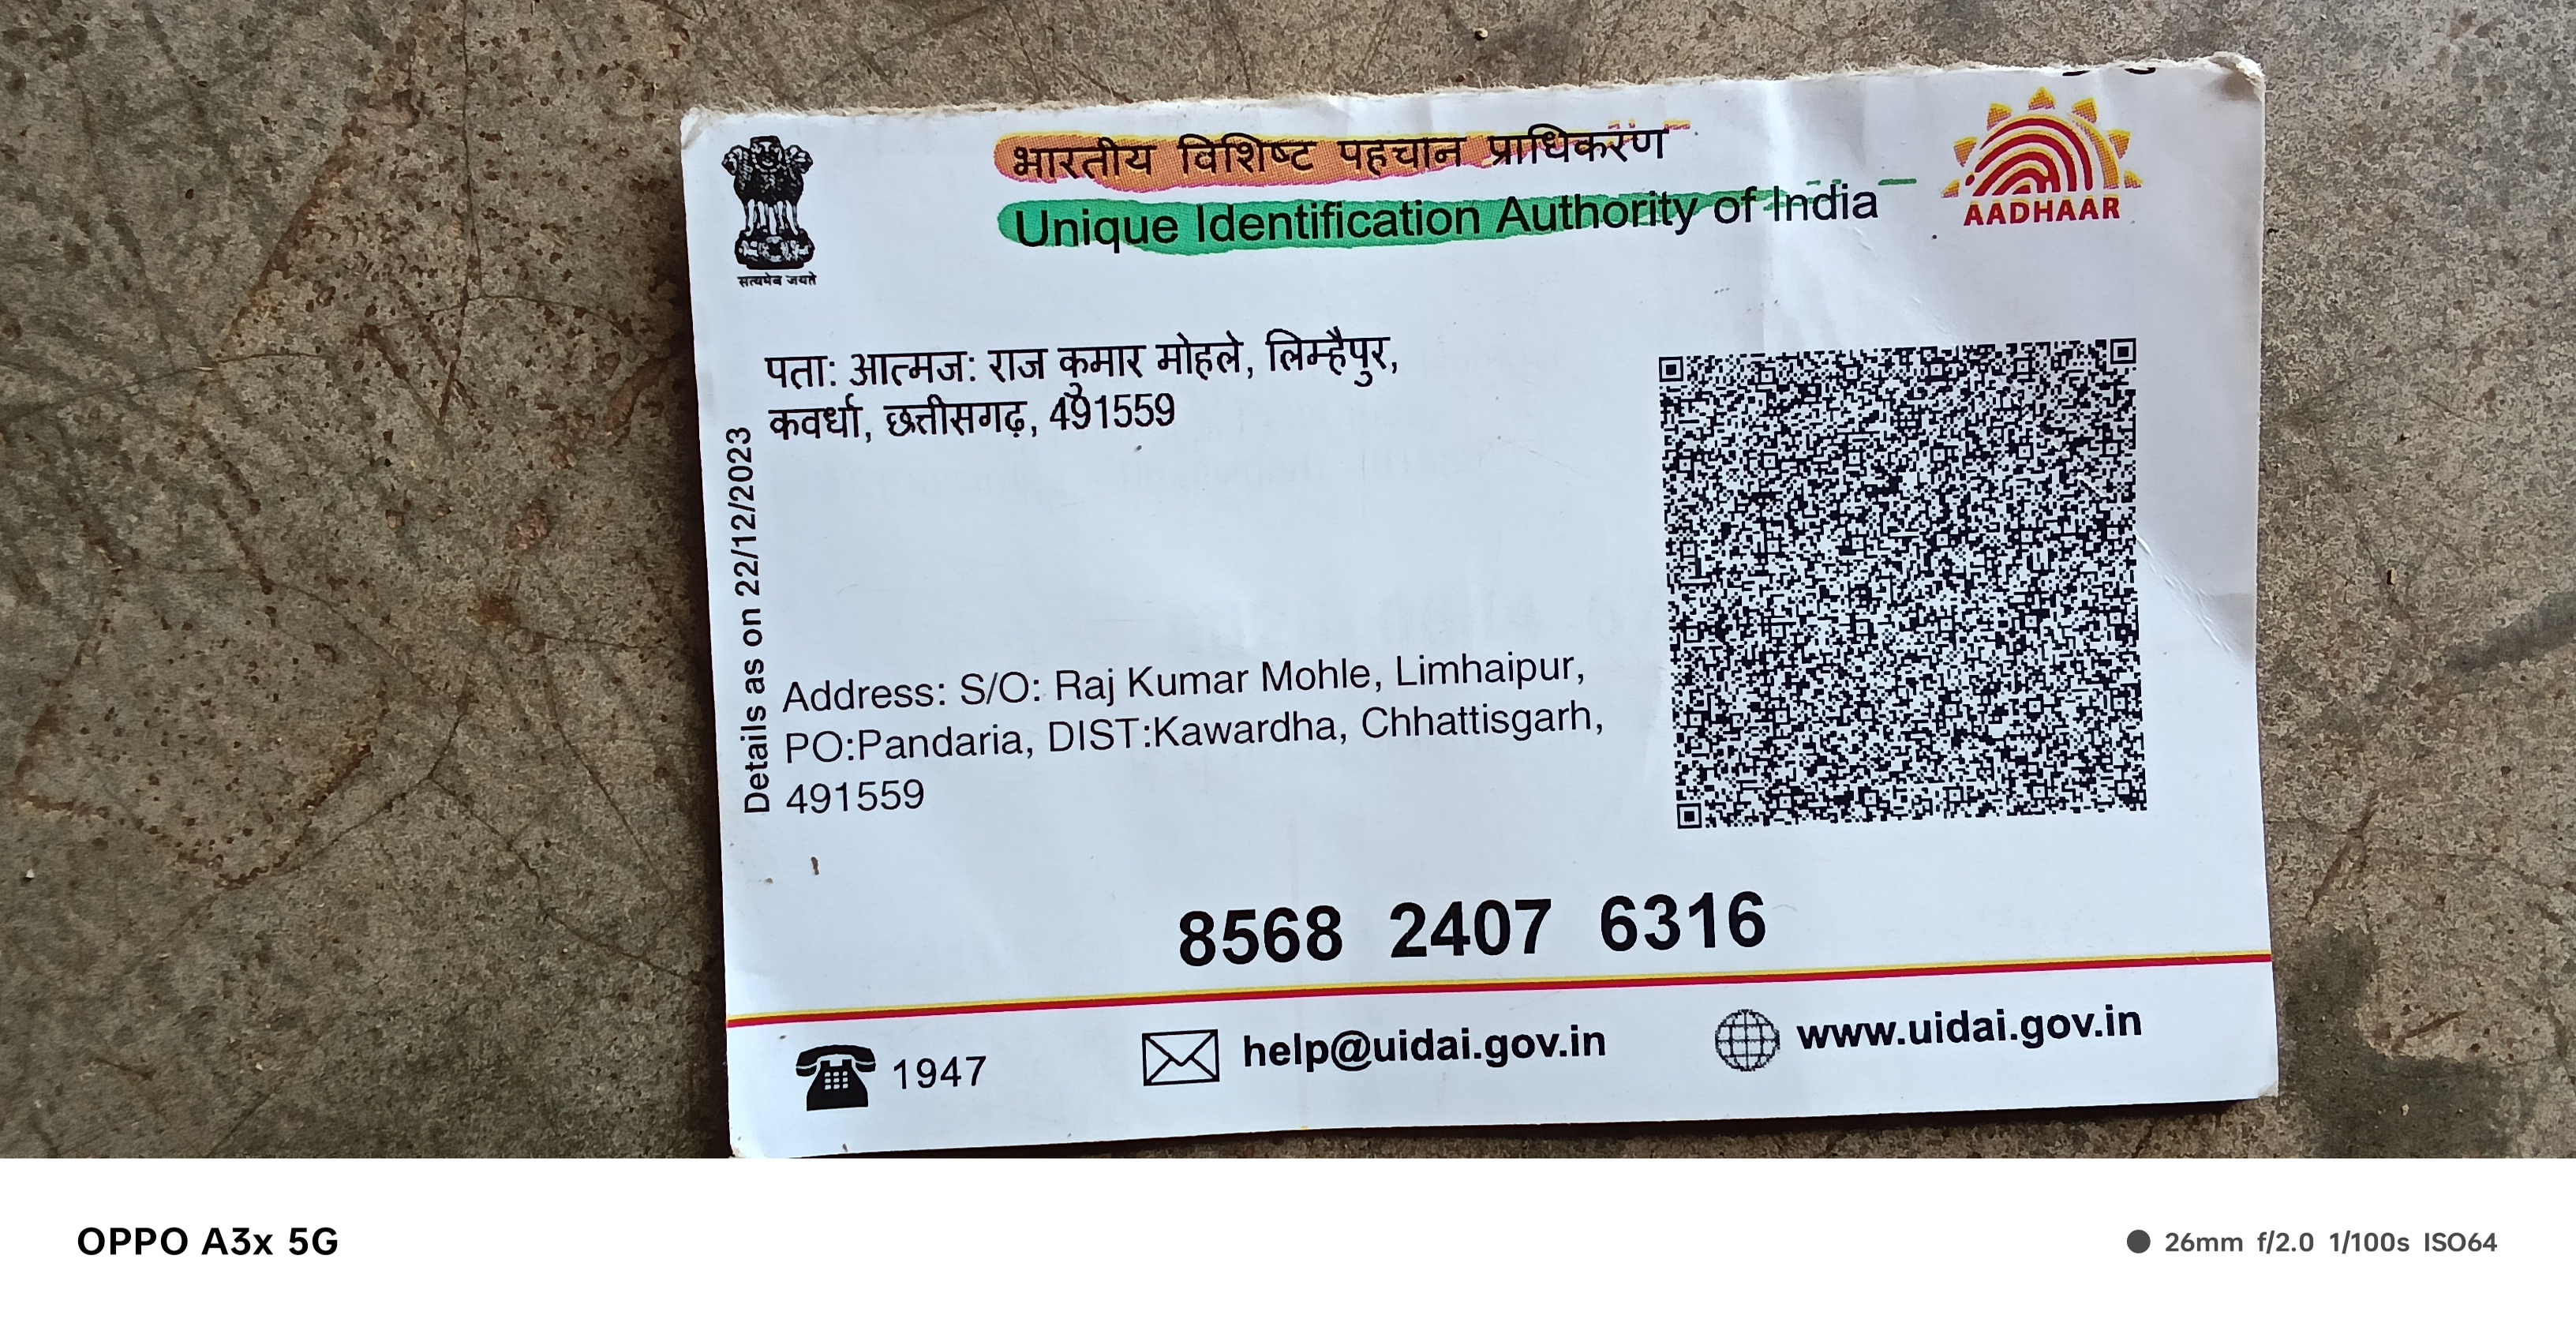 भारतीय विशिष्ट पहचान प्राधिकरण
Unique Identification Authority of India
AADHAAR
सत्यमेव जयते
पता: आत्मज: राज कुमार मोहले, लिम्हैपुर,
कवर्धा, छत्तीसगढ़, 491559
Details as on 22/12/2023
Address: S/O: Raj Kumar Mohle, Limhaipur,
PO:Pandaria, DIST:Kawardha, Chhattisgarh,
491559
8568 2407 6316
1947
help@uidai.gov.in
www.uidai.gov.in
OPPO A3x 5G
26mm f/2.0 1/100s ISO64